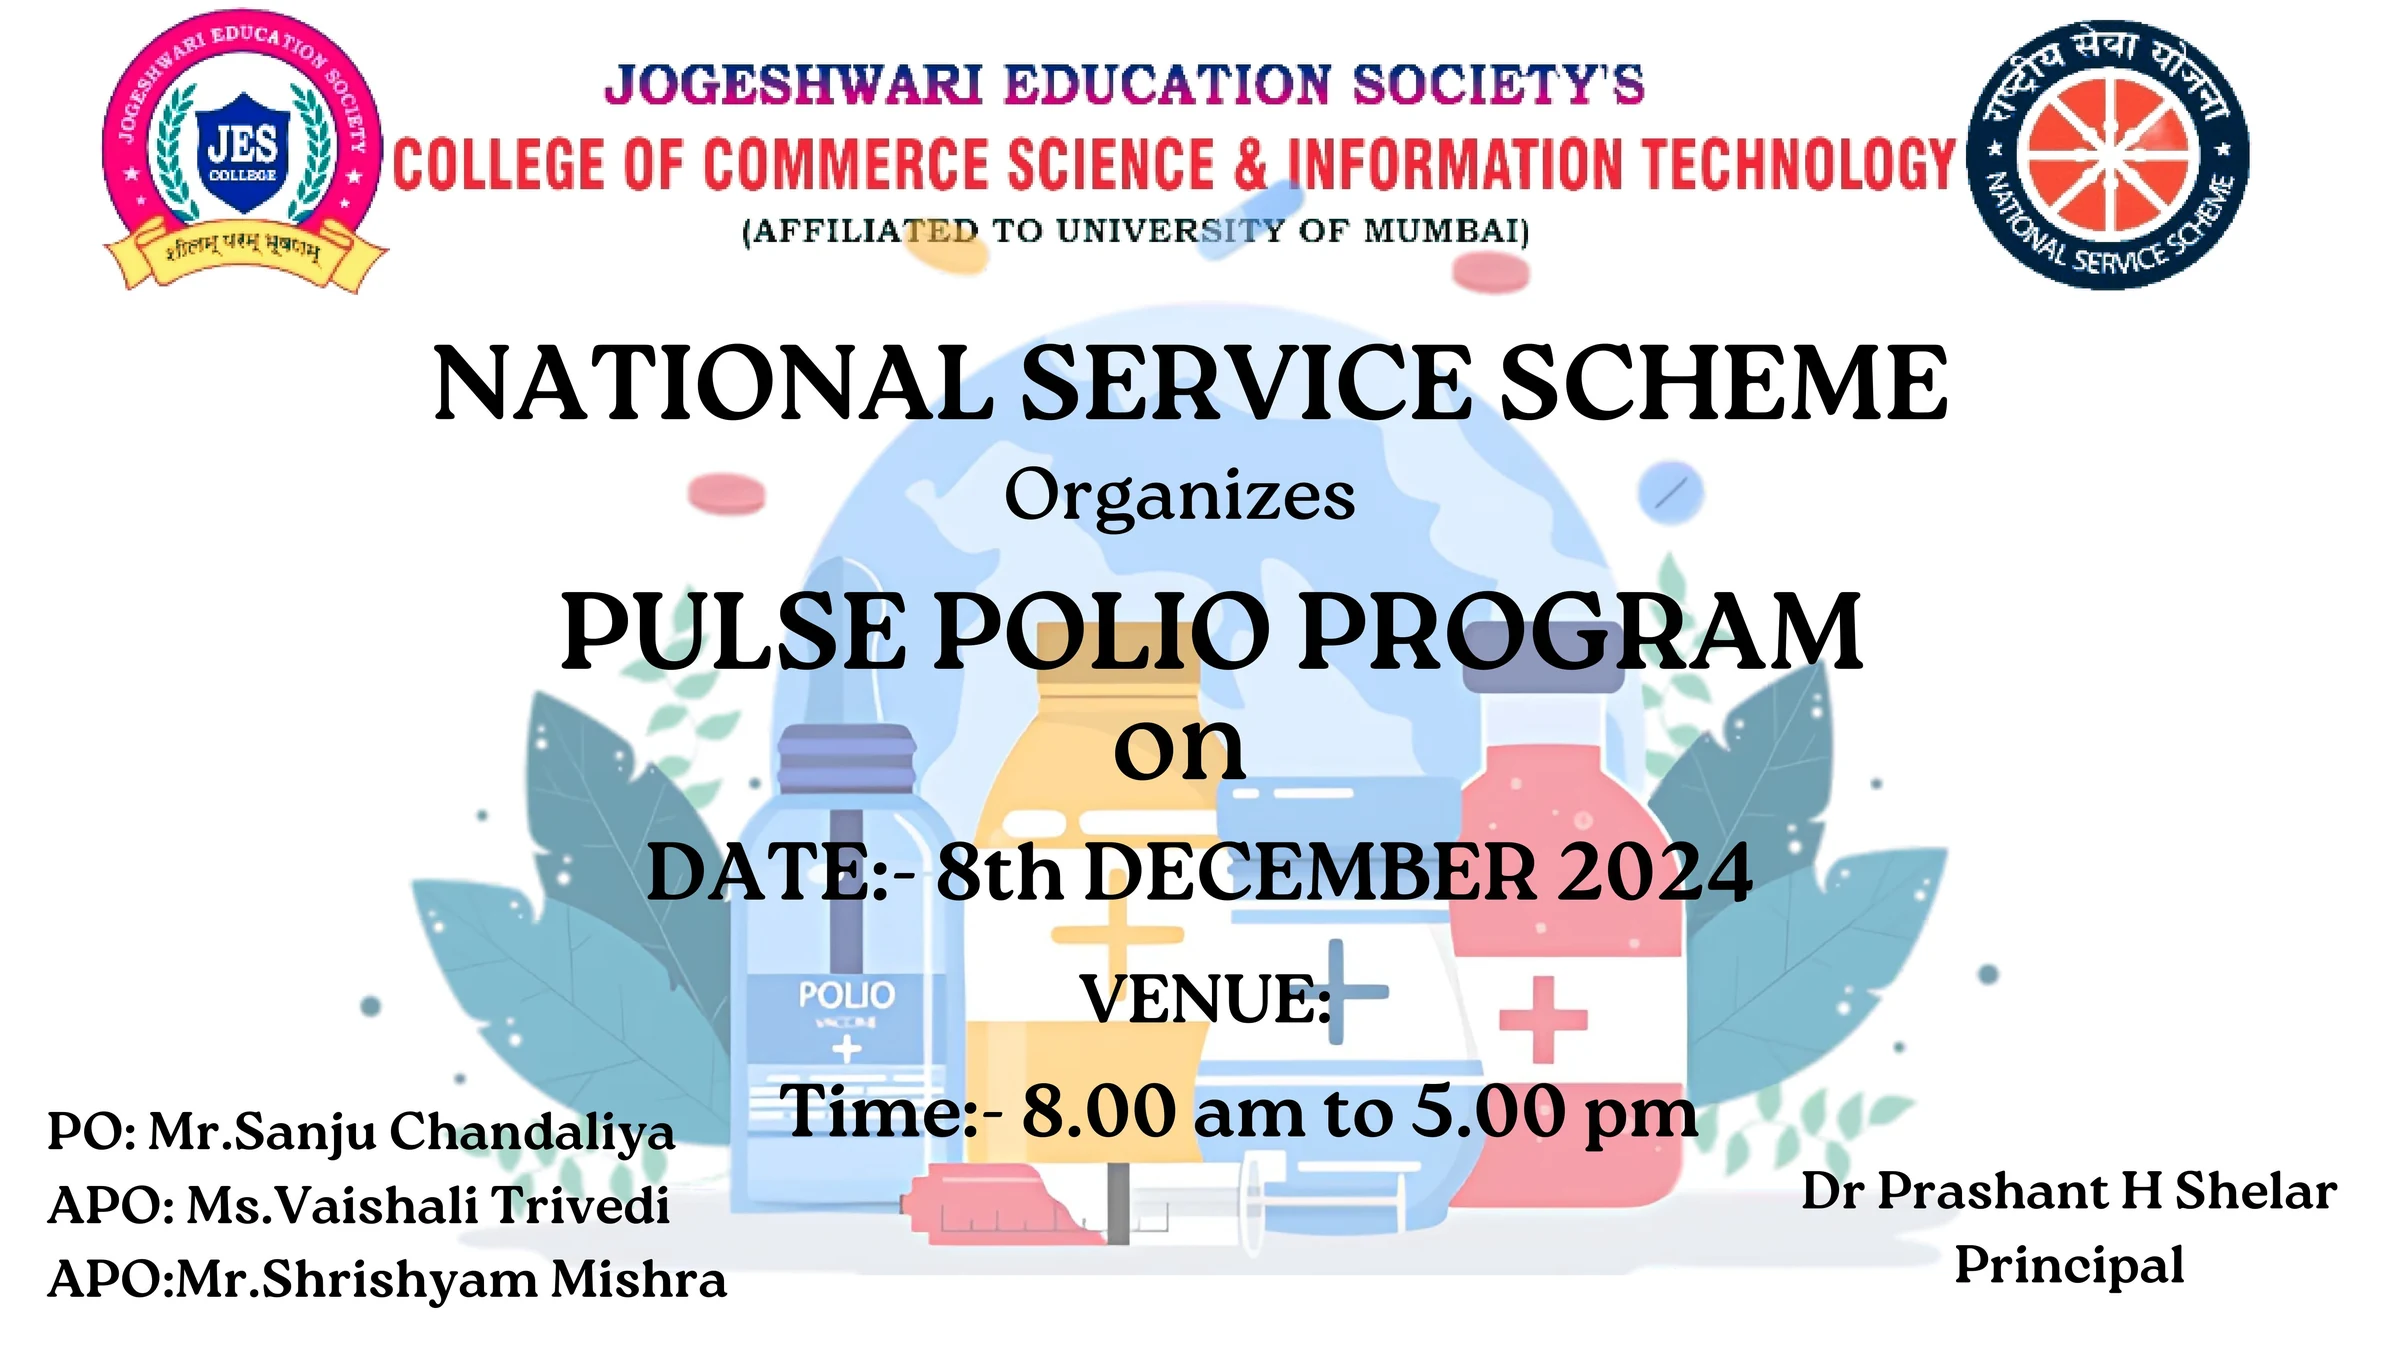 JOGESHWARI EDUCATION SOCIETY
JES
COLLEGE
शीलम् परम् भूषणम्
JOGESHWARI EDUCATION SOCIETY'S
COLLEGE OF COMMERCE SCIENCE & INFORMATION TECHNOLOGY
(AFFILIATED TO UNIVERSITY OF MUMBAI)
राष्ट्रीय सेवा योजना
NATIONAL SERVICE SCHEME
NATIONAL SERVICE SCHEME
Organizes
PULSE POLIO PROGRAM
on
DATE:- 8th DECEMBER 2024
VENUE:
Time:- 8.00 am to 5.00 pm
POLIO
PO: Mr.Sanju Chandaliya
APO: Ms.Vaishali Trivedi
APO:Mr.Shrishyam Mishra
Dr Prashant H Shelar
Principal